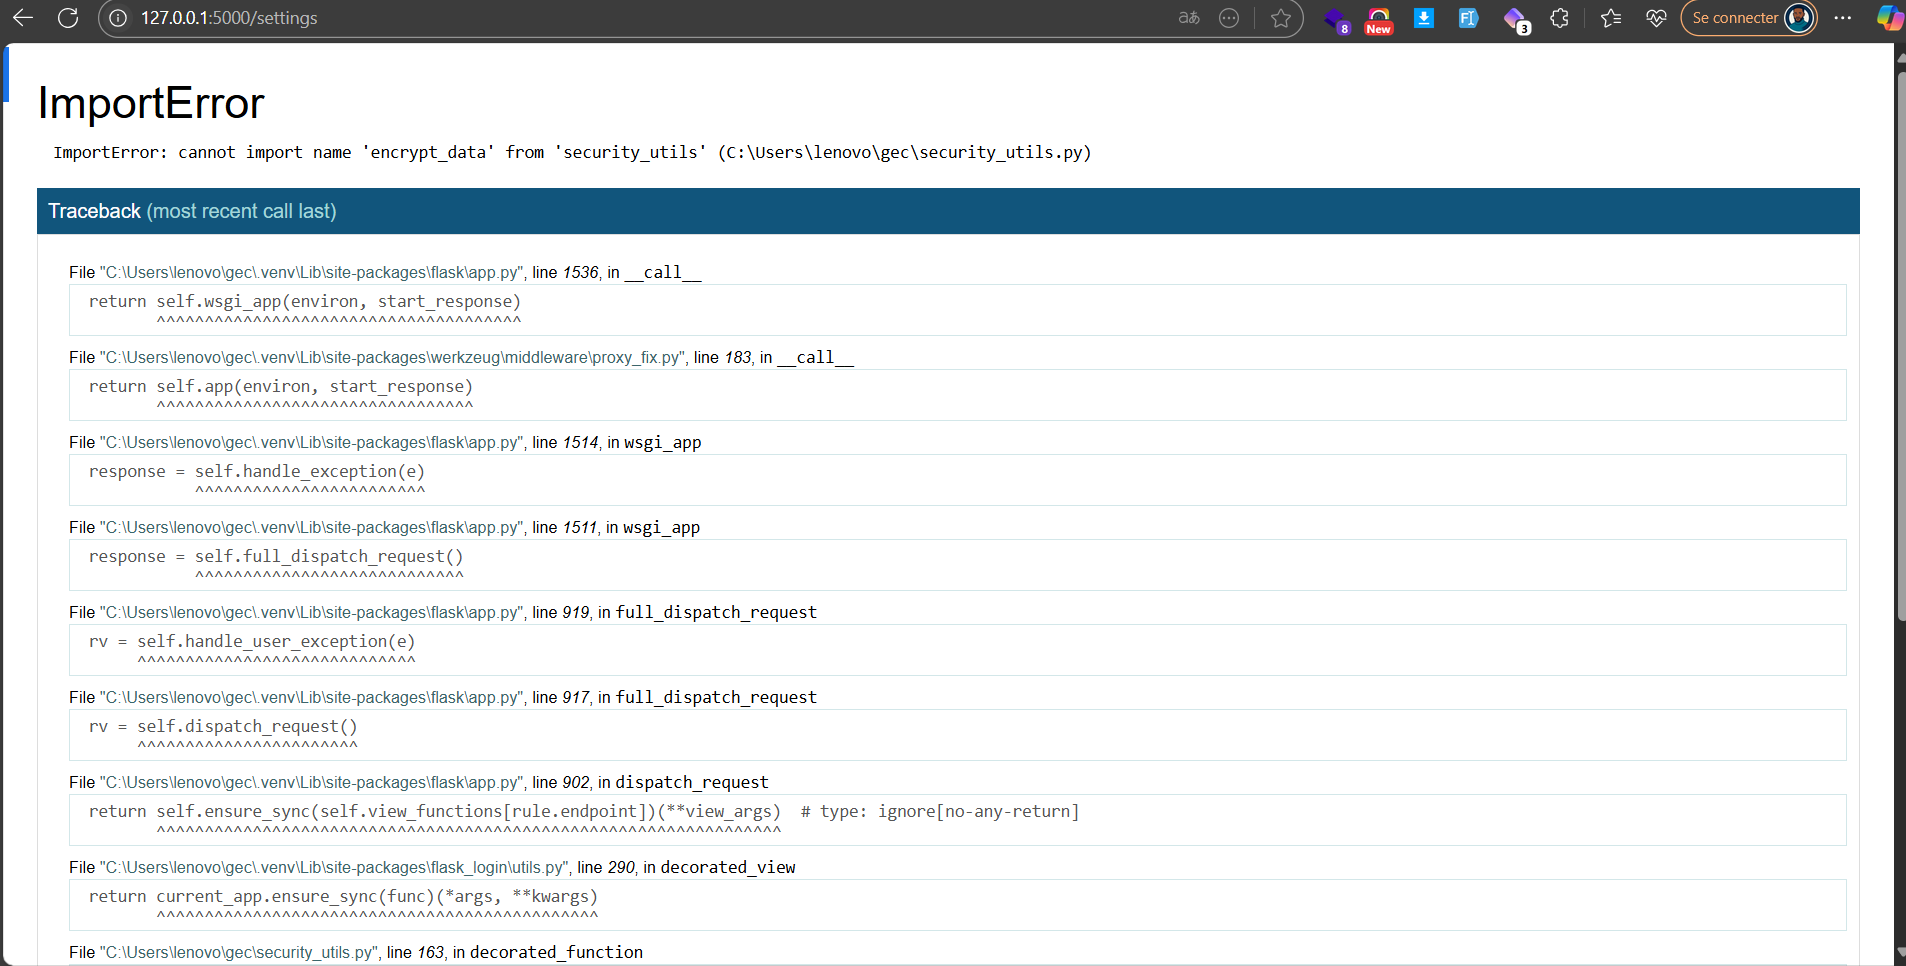 127.0.0.1:5000/settings
aあ
8
New
3
Se connecter
ImportError
ImportError: cannot import name 'encrypt_data' from 'security_utils' (C:\Users\lenovo\gec\security_utils.py)
Traceback (most recent call last)
File "C:\Users\lenovo\gec\.venv\Lib\site-packages\flask\app.py", line 1536, in __call__
return self.wsgi_app(environ, start_response)
^^^^^^^^^^^^^^^^^^^^^^^^^^^^^^^^^^^^^^
File "C:\Users\lenovo\gec\.venv\Lib\site-packages\werkzeug\middleware\proxy_fix.py", line 183, in __call__
return self.app(environ, start_response)
^^^^^^^^^^^^^^^^^^^^^^^^^^^^^^^^^
File "C:\Users\lenovo\gec\.venv\Lib\site-packages\flask\app.py", line 1514, in wsgi_app
response = self.handle_exception(e)
^^^^^^^^^^^^^^^^^^^^^^^^
File "C:\Users\lenovo\gec\.venv\Lib\site-packages\flask\app.py", line 1511, in wsgi_app
response = self.full_dispatch_request()
^^^^^^^^^^^^^^^^^^^^^^^^^^^^
File "C:\Users\lenovo\gec\.venv\Lib\site-packages\flask\app.py", line 919, in full_dispatch_request
rv = self.handle_user_exception(e)
^^^^^^^^^^^^^^^^^^^^^^^^^^^^^
File "C:\Users\lenovo\gec\.venv\Lib\site-packages\flask\app.py", line 917, in full_dispatch_request
rv = self.dispatch_request()
^^^^^^^^^^^^^^^^^^^^^^^
File "C:\Users\lenovo\gec\.venv\Lib\site-packages\flask\app.py", line 902, in dispatch_request
return self.ensure_sync(self.view_functions[rule.endpoint])(**view_args)  # type: ignore[no-any-return]
^^^^^^^^^^^^^^^^^^^^^^^^^^^^^^^^^^^^^^^^^^^^^^^^^^^^^^^^^^^^^^^^^
File "C:\Users\lenovo\gec\.venv\Lib\site-packages\flask_login\utils.py", line 290, in decorated_view
return current_app.ensure_sync(func)(*args, **kwargs)
^^^^^^^^^^^^^^^^^^^^^^^^^^^^^^^^^^^^^^^^^^^^^^
File "C:\Users\lenovo\gec\security_utils.py", line 163, in decorated_function